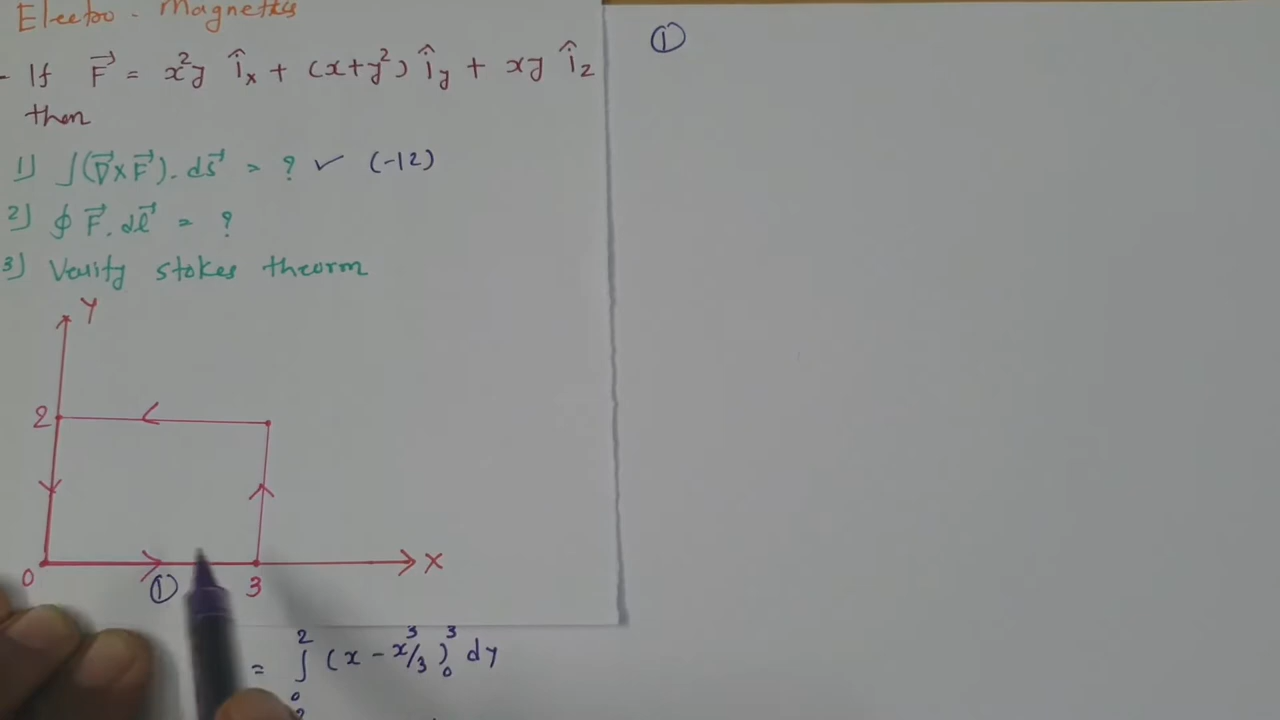 Electro - Magnetics
- If F⃗ = x²y î_x + (x+y²) î_y + xy î_z
then
1) ∫(∇⃗×F⃗).ds⃗ = ? ✓ (-12)
2) ∮ F⃗.dl⃗ = ?
3) Verify stokes theorm
Y
2
0
①
3
X
= ∫₀² (x - x³/3)₀³ dy
2
①